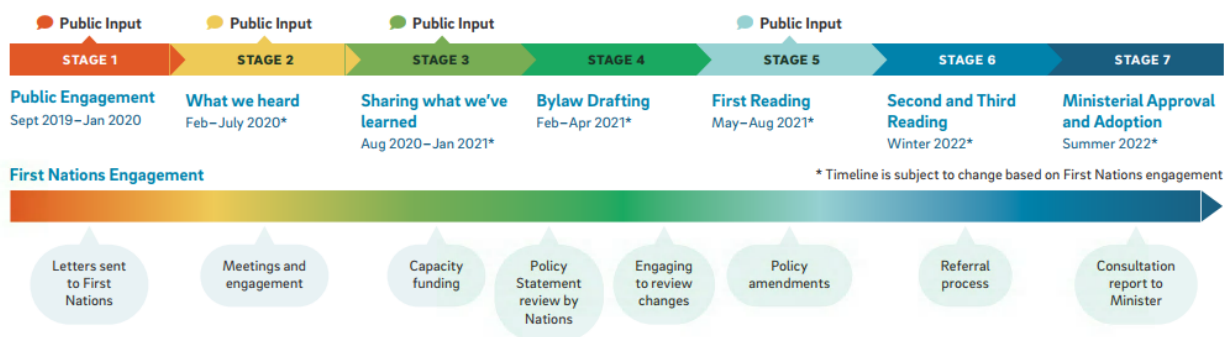 Public Input
Public Input
Public Input
Public Input
STAGE 1
STAGE 2
STAGE 3
STAGE 4
STAGE 5
STAGE 6
STAGE 7
Public Engagement
Sept 2019–Jan 2020
What we heard
Feb–July 2020*
Sharing what we've
learned
Aug 2020–Jan 2021*
Bylaw Drafting
Feb–Apr 2021*
First Reading
May–Aug 2021*
Second and Third
Reading
Winter 2022*
Ministerial Approval
and Adoption
Summer 2022*
First Nations Engagement
* Timeline is subject to change based on First Nations engagement
Letters sent
to First
Nations
Meetings and
engagement
Capacity
funding
Policy
Statement
review by
Nations
Engaging
to review
changes
Policy
amendments
Referral
process
Consultation
report to
Minister